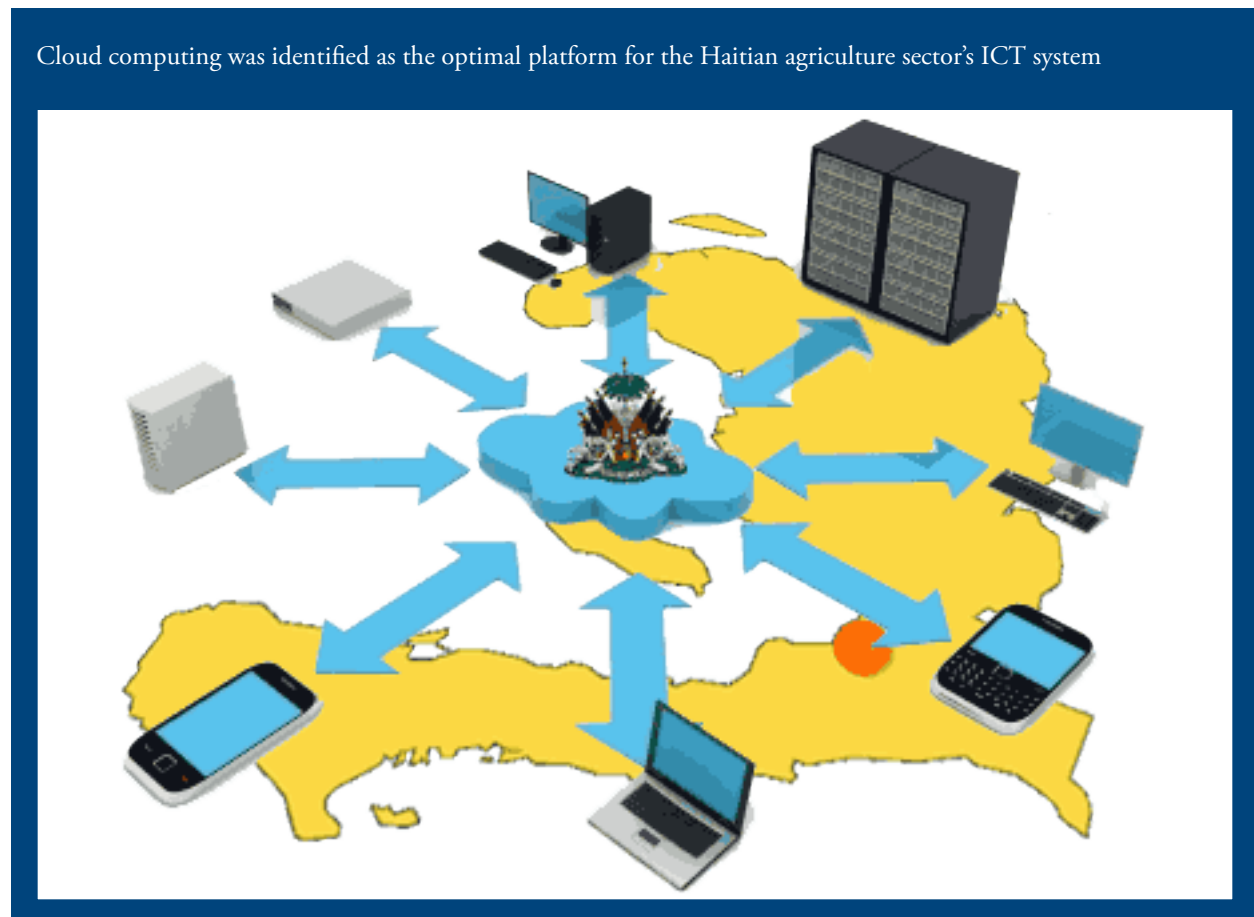 Cloud computing was identified as the optimal platform for the Haitian agriculture sector’s ICT system